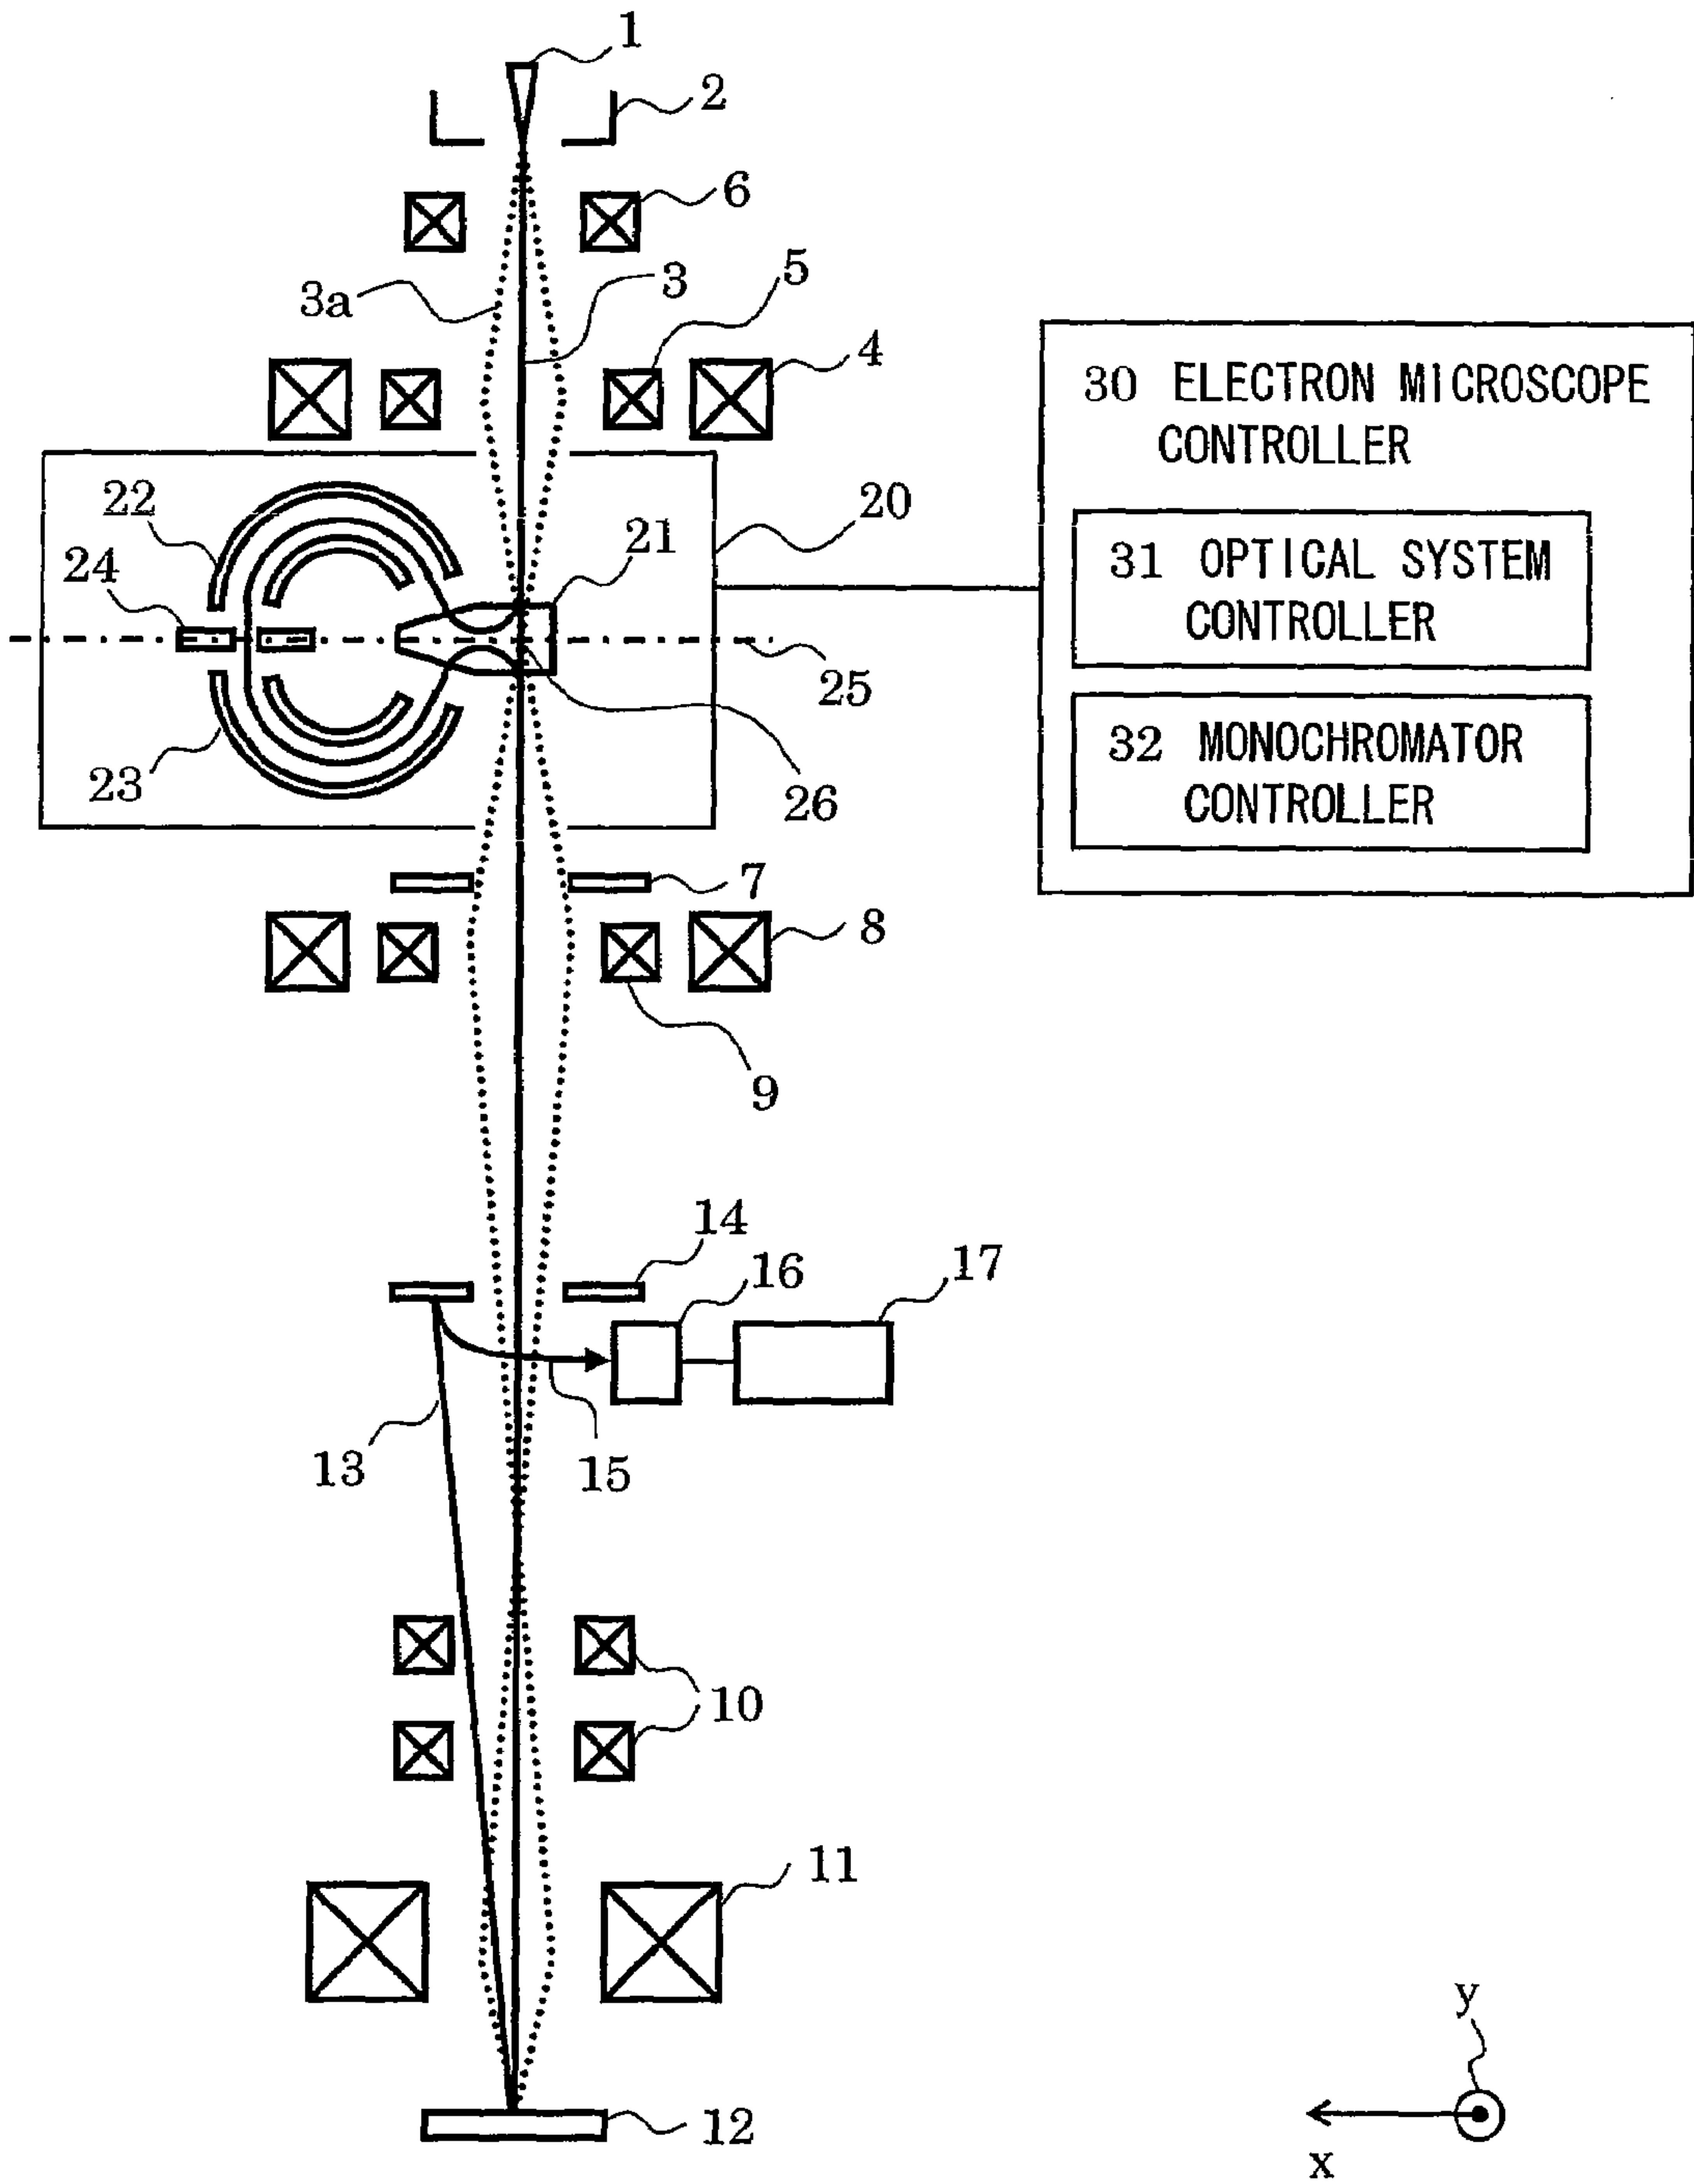 1
2
6
5
3
3a
4
30 ELECTRON MICROSCOPE
CONTROLLER
22
20
21
24
31 OPTICAL SYSTEM
CONTROLLER
25
32 MONOCHROMATOR
CONTROLLER
23
26
7
8
9
14
16
17
13
15
10
11
12
y
x